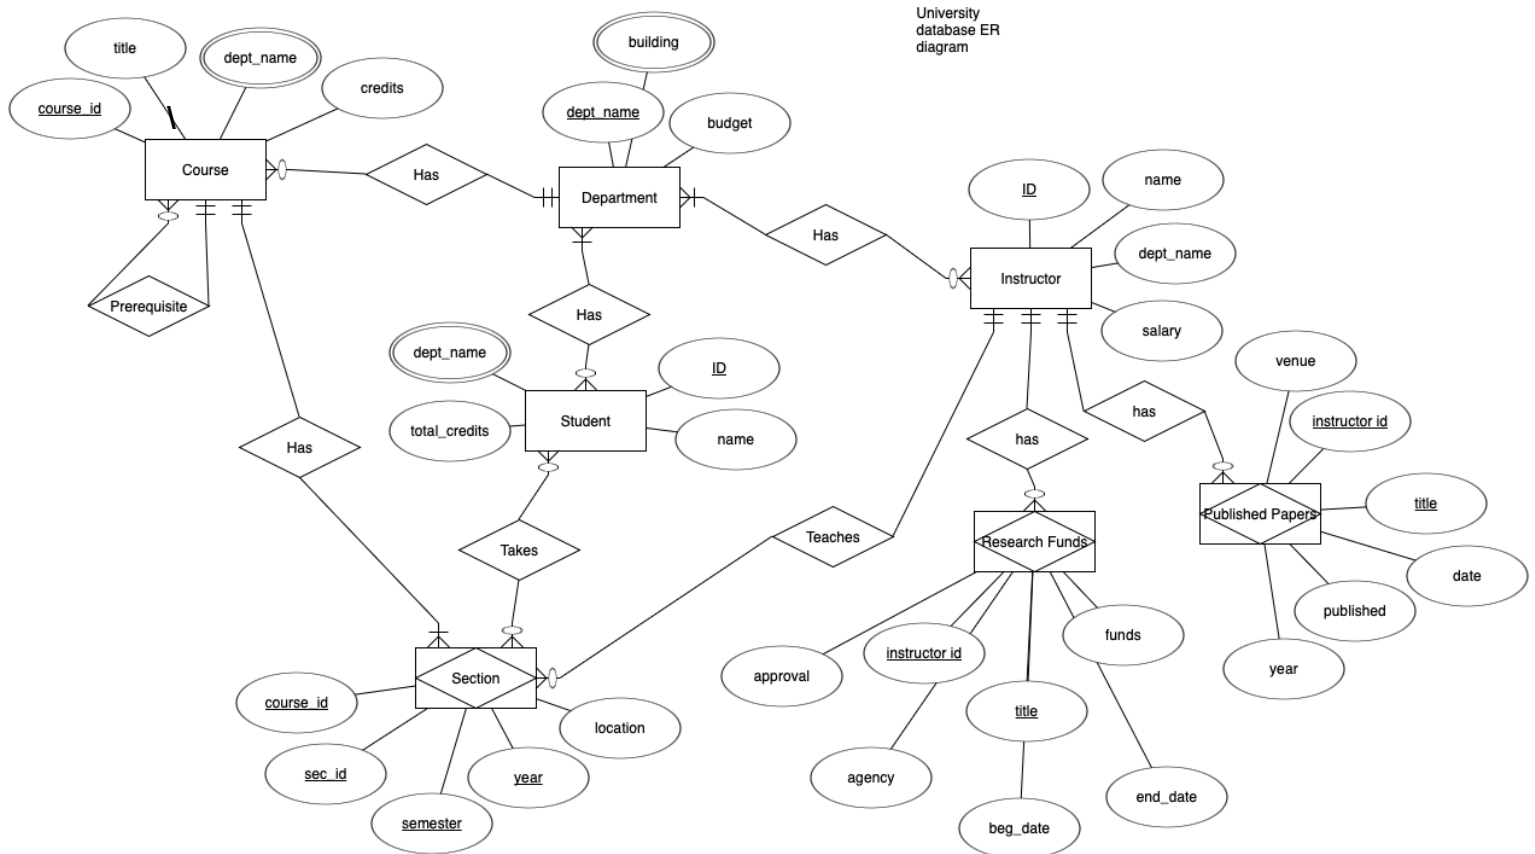 University
database ER
diagram
title
dept_name
credits
course_id
Course
building
dept_name
budget
Has
Department
Has
ID
name
dept_name
salary
Instructor
Prerequisite
Has
dept_name
ID
total_credits
name
Student
Has
Takes
Teaches
has
has
venue
instructor id
title
date
published
year
Published Papers
Research Funds
approval
instructor id
funds
title
agency
end_date
beg_date
Section
course_id
location
sec_id
year
semester